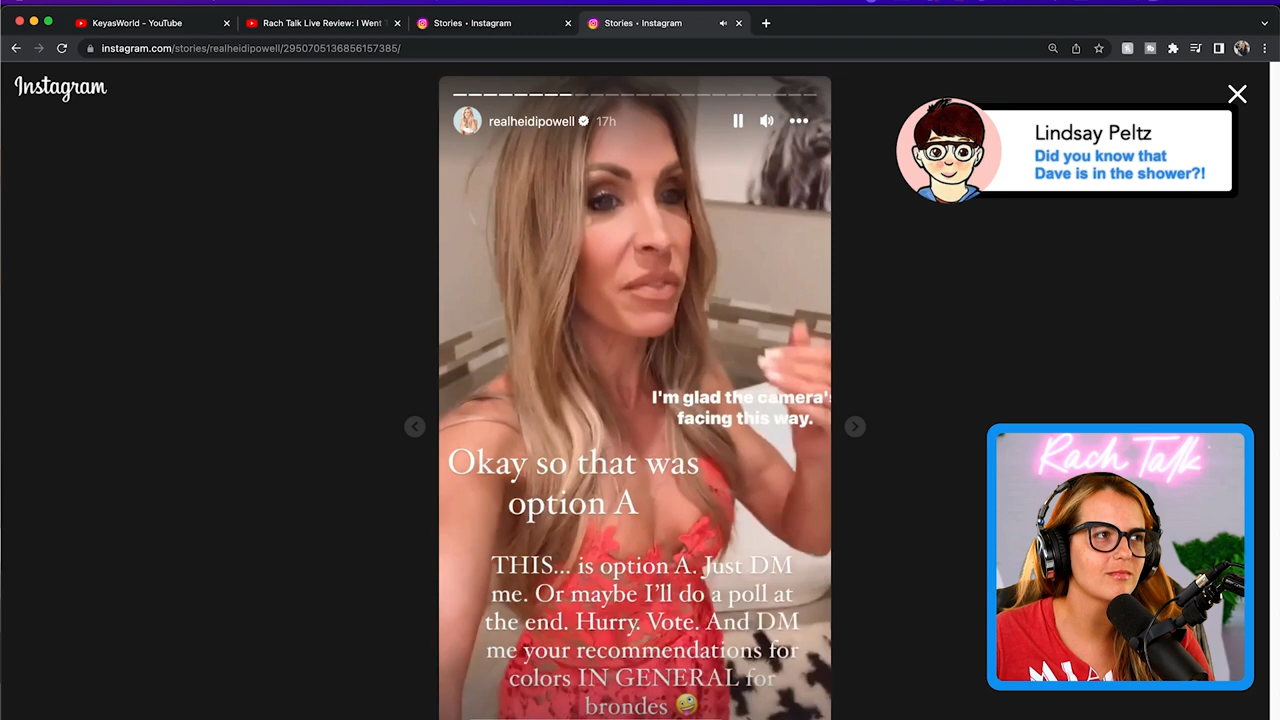 KeyasWorld - YouTube
Rach Talk Live Review: I Went
Stories • Instagram
Stories • Instagram
instagram.com/stories/realheidipowell/2950705136856157385/
Instagram
realheidipowell 17h
Lindsay Peltz
Did you know that
Dave is in the shower?!
I'm glad the camera's
facing this way.
Okay so that was
option A
THIS... is option A. Just DM
me. Or maybe I'll do a poll at
the end. Hurry. Vote. And DM
me your recommendations for
colors IN GENERAL for
brondes
Rach Talk